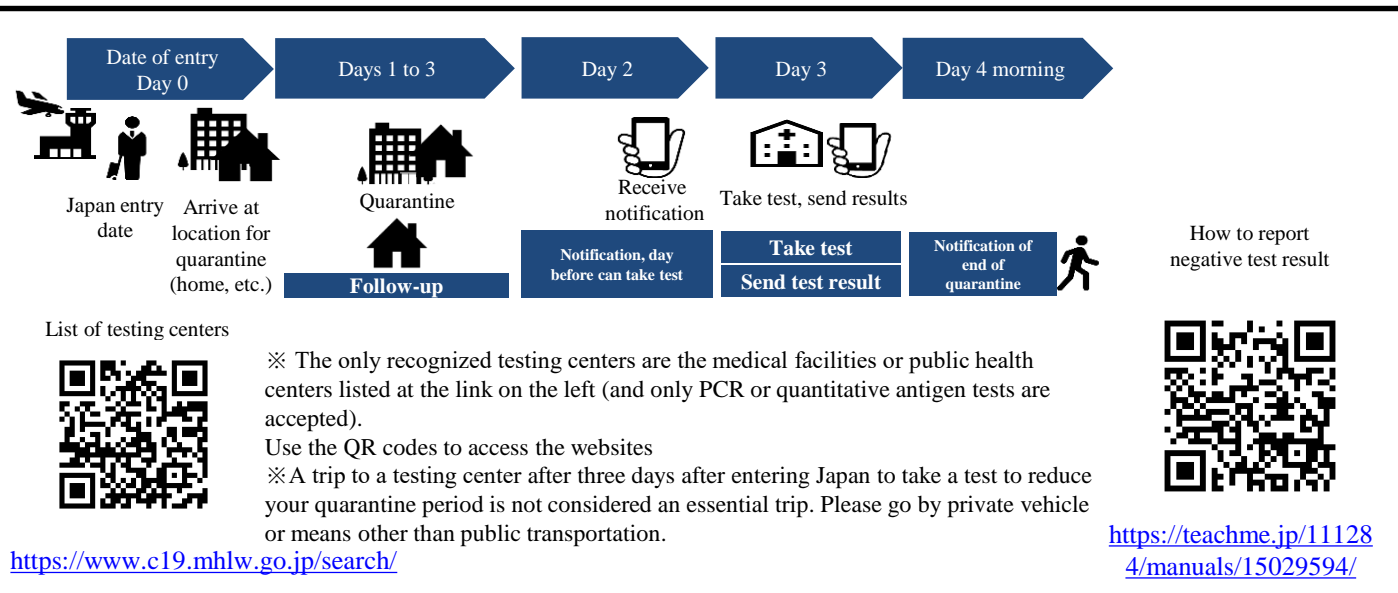 Date of entry
Day 0
Days 1 to 3
Day 2
Day 3
Day 4 morning
Japan entry
date
Arrive at
location for
quarantine
(home, etc.)
Quarantine
Follow-up
Receive
notification
Notification, day
before can take test
Take test, send results
Take test
Send test result
Notification of
end of
quarantine
How to report
negative test result
List of testing centers
※ The only recognized testing centers are the medical facilities or public health
centers listed at the link on the left (and only PCR or quantitative antigen tests are
accepted).
Use the QR codes to access the websites
※A trip to a testing center after three days after entering Japan to take a test to reduce
your quarantine period is not considered an essential trip. Please go by private vehicle
or means other than public transportation.
https://www.c19.mhlw.go.jp/search/
https://teachme.jp/11128
4/manuals/15029594/